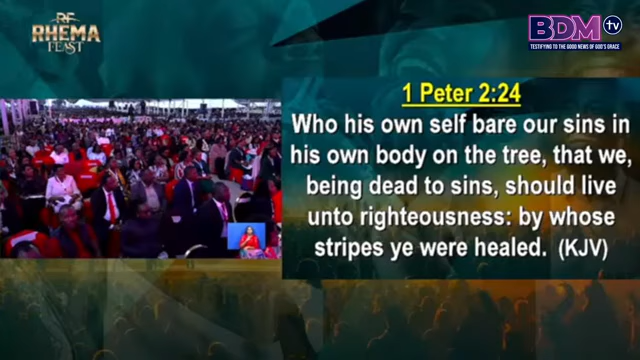 RF
RHEMA
FEAST
BDM tv
TESTIFYING TO THE GOOD NEWS OF GOD'S GRACE
1 Peter 2:24
Who his own self bare our sins in
his own body on the tree, that we,
being dead to sins, should live
unto righteousness: by whose
stripes ye were healed. (KJV)